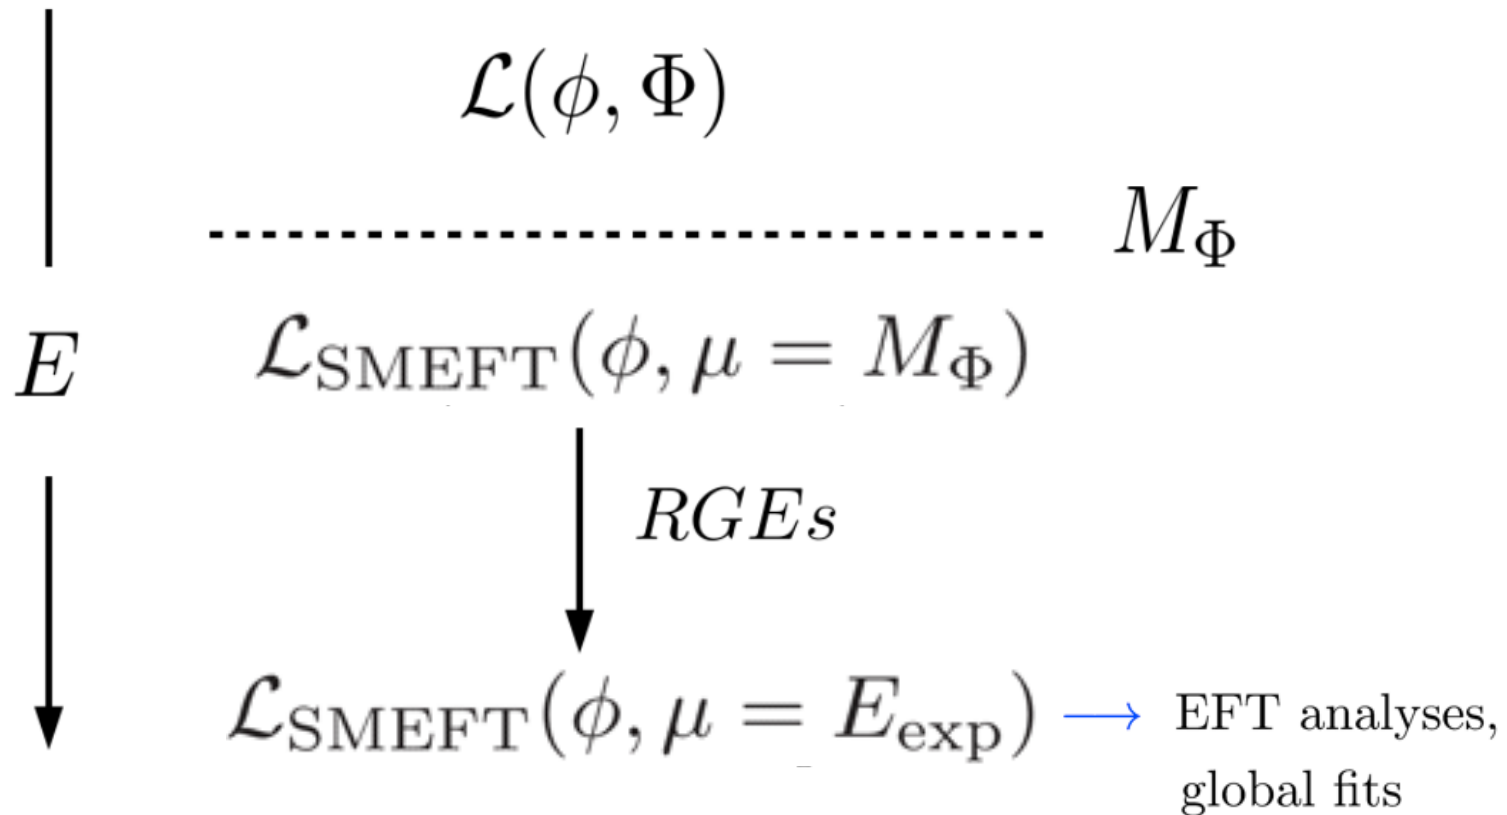 ℒ(ϕ, Φ)
M_Φ
E
ℒ_SMEFT(ϕ, μ = M_Φ)
RGEs
ℒ_SMEFT(ϕ, μ = E_exp) → EFT analyses,
global fits